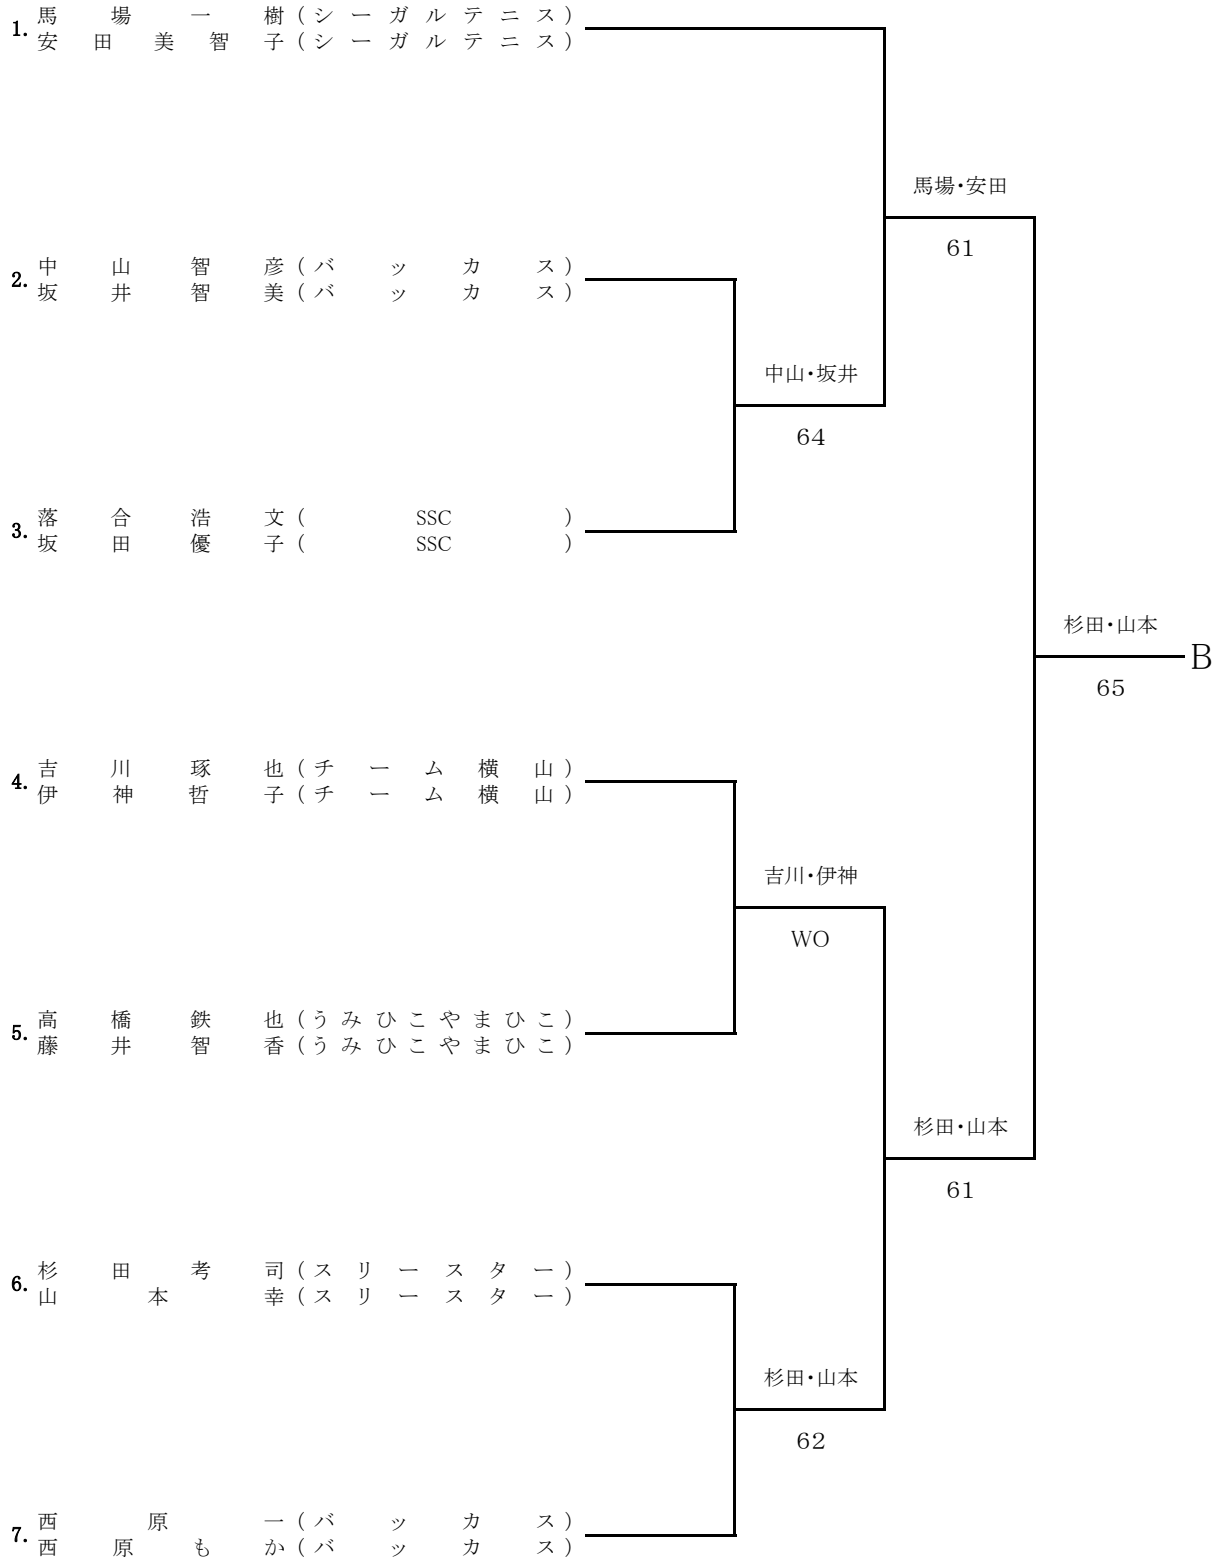 1. 馬場一樹(シーガルテニス)
安田美智子(シーガルテニス)
馬場・安田
61
2. 中山智彦(バッカス)
坂井智美(バッカス)
中山・坂井
64
3. 落合浩文(SSC)
坂田優子(SSC)
杉田・山本
B
65
4. 吉川琢也(チーム横山)
伊神哲子(チーム横山)
吉川・伊神
WO
5. 高橋鉄也(うみひこやまひこ)
藤井智香(うみひこやまひこ)
杉田・山本
61
6. 杉田考司(スリースター)
山本幸(スリースター)
杉田・山本
62
7. 西原一(バッカス)
西原もか(バッカス)